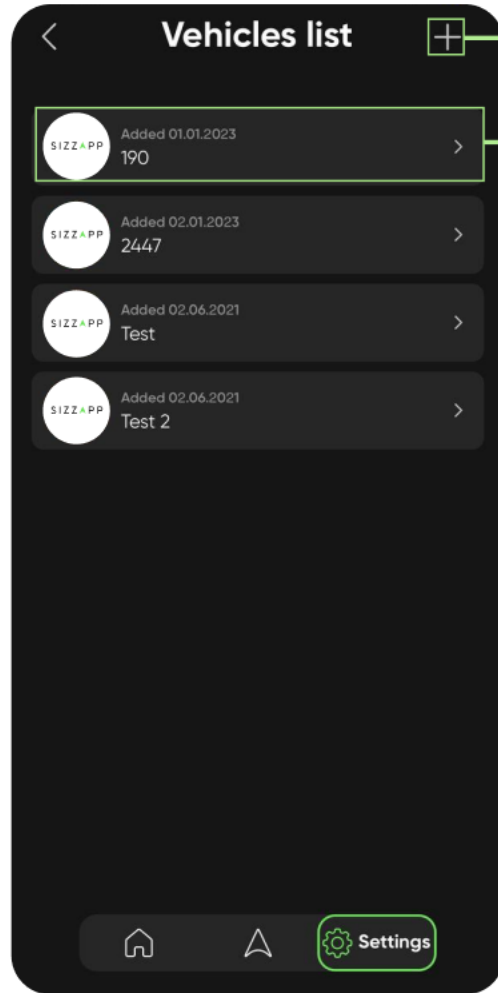 Vehicles list
SIZZAPP
Added 01.01.2023
190
SIZZAPP
Added 02.01.2023
2447
SIZZAPP
Added 02.06.2021
Test
SIZZAPP
Added 02.06.2021
Test 2
Settings